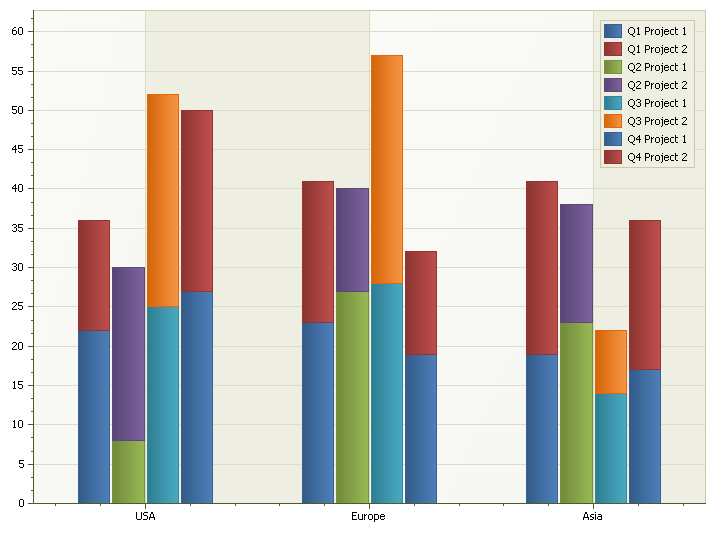 60
55
50
45
40
35
30
25
20
15
10
5
0
Q1 Project 1
Q1 Project 2
Q2 Project 1
Q2 Project 2
Q3 Project 1
Q3 Project 2
Q4 Project 1
Q4 Project 2
USA Europe Asia